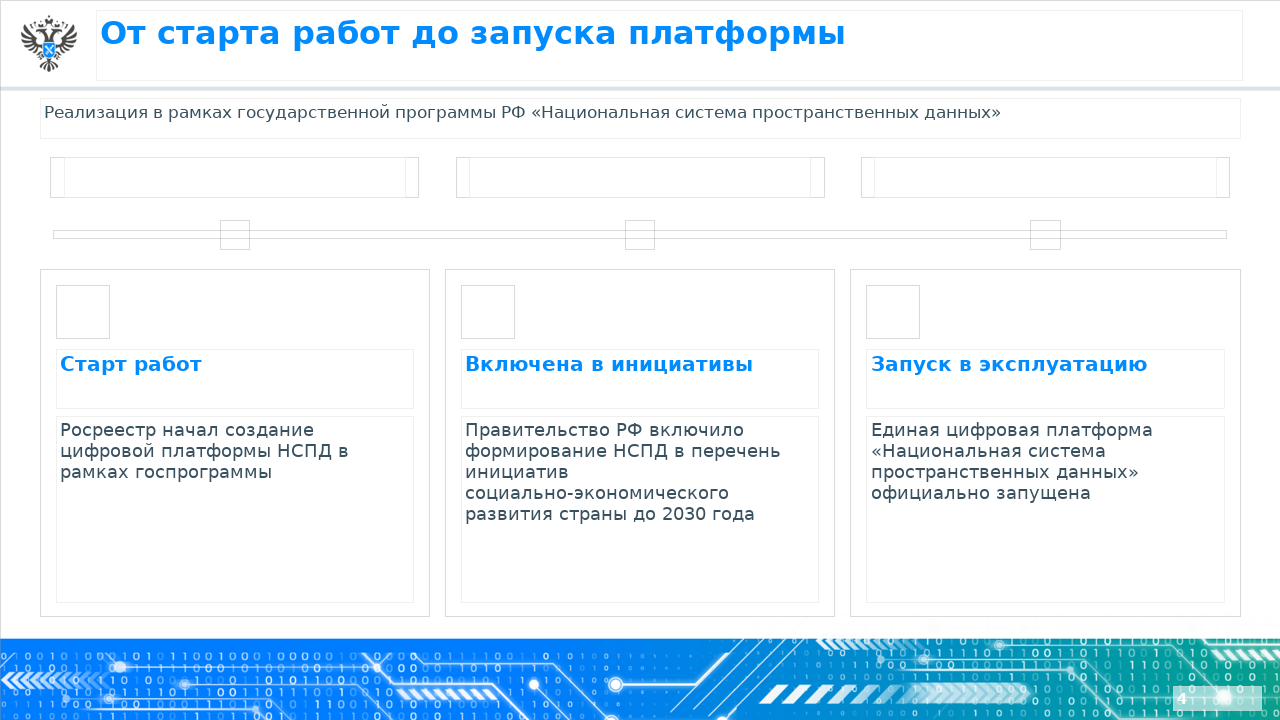 От старта работ до запуска платформы
Реализация в рамках государственной программы РФ «Национальная система пространственных данных»
Старт работ
Росреестр начал создание
цифровой платформы НСПД в
рамках госпрограммы
Включена в инициативы
Правительство РФ включило
формирование НСПД в перечень
инициатив
социально-экономического
развития страны до 2030 года
Запуск в эксплуатацию
Единая цифровая платформа
«Национальная система
пространственных данных»
официально запущена
4